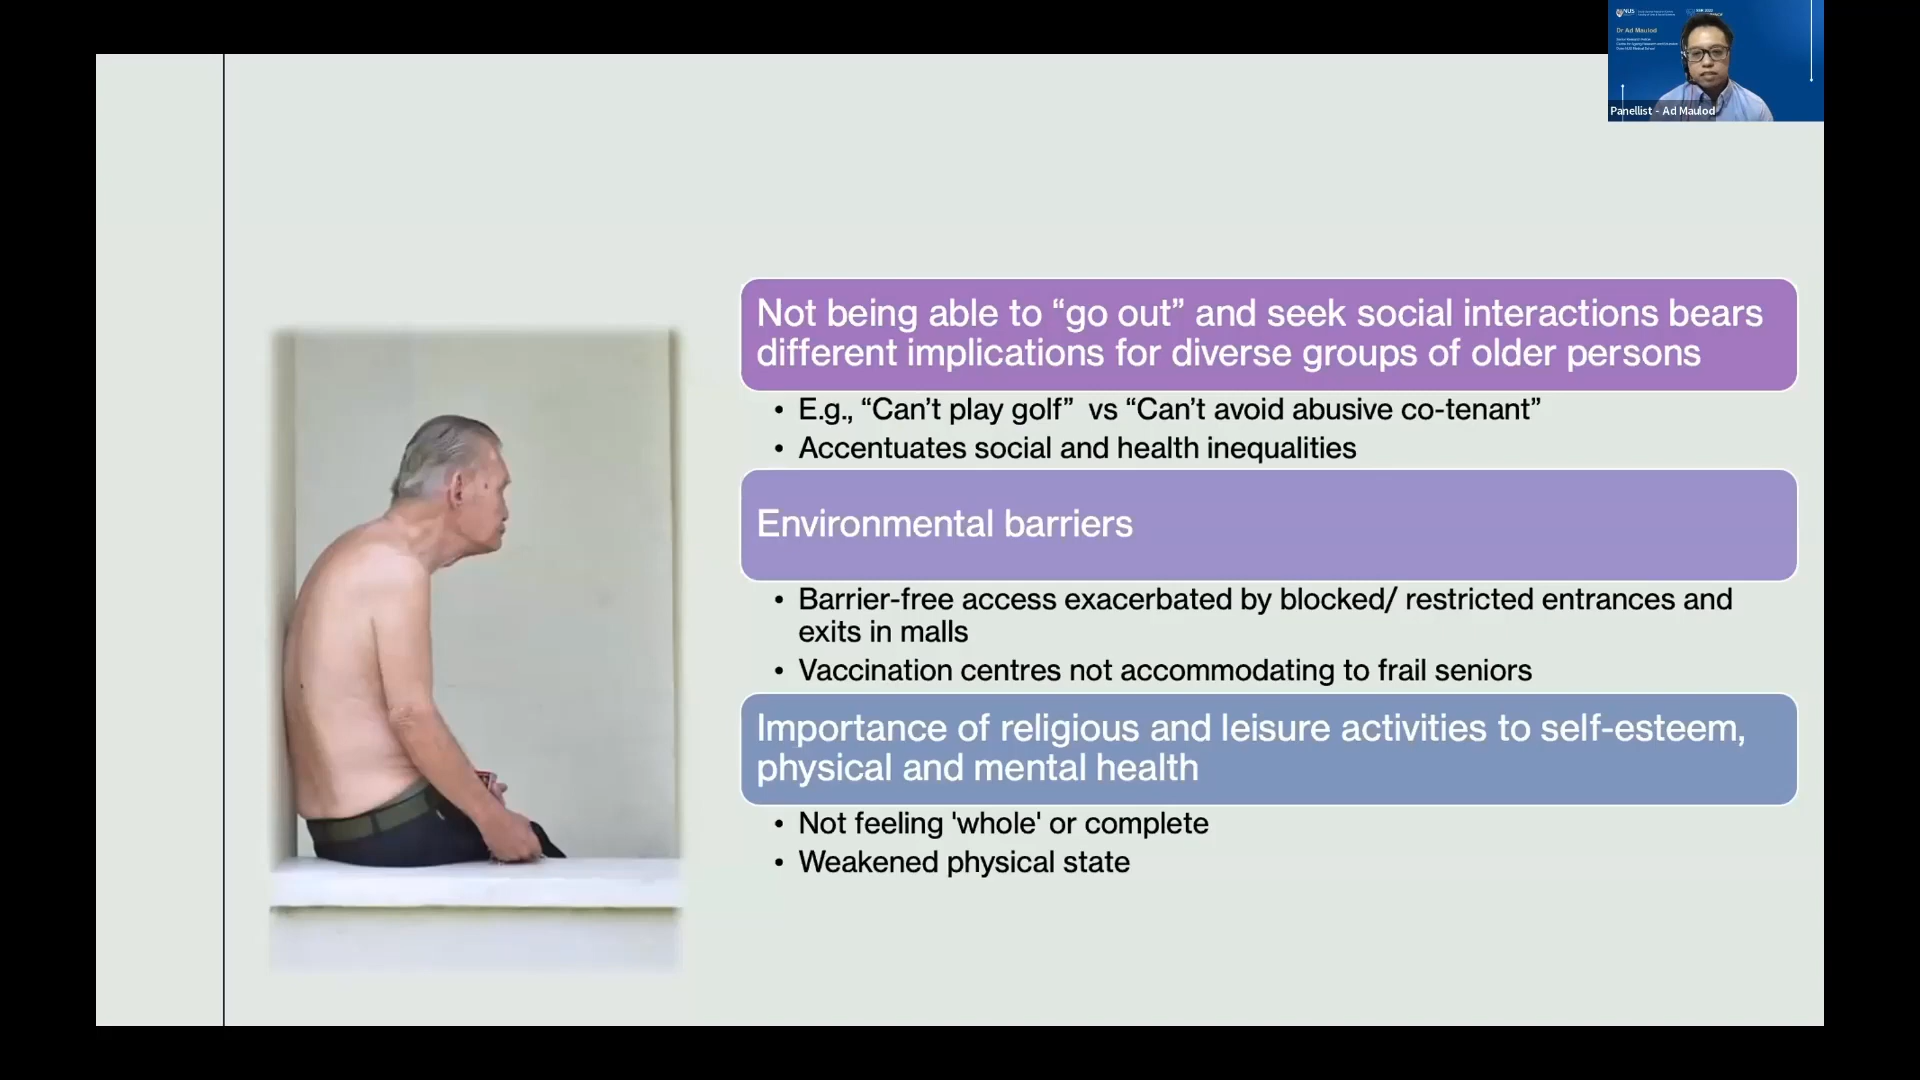 NUS
Dr Ad Maulod
Panellist - Ad Maulod
Not being able to “go out” and seek social interactions bears
different implications for diverse groups of older persons
• E.g., “Can’t play golf”  vs “Can’t avoid abusive co-tenant”
• Accentuates social and health inequalities
Environmental barriers
• Barrier-free access exacerbated by blocked/ restricted entrances and
exits in malls
• Vaccination centres not accommodating to frail seniors
Importance of religious and leisure activities to self-esteem,
physical and mental health
• Not feeling 'whole' or complete
• Weakened physical state